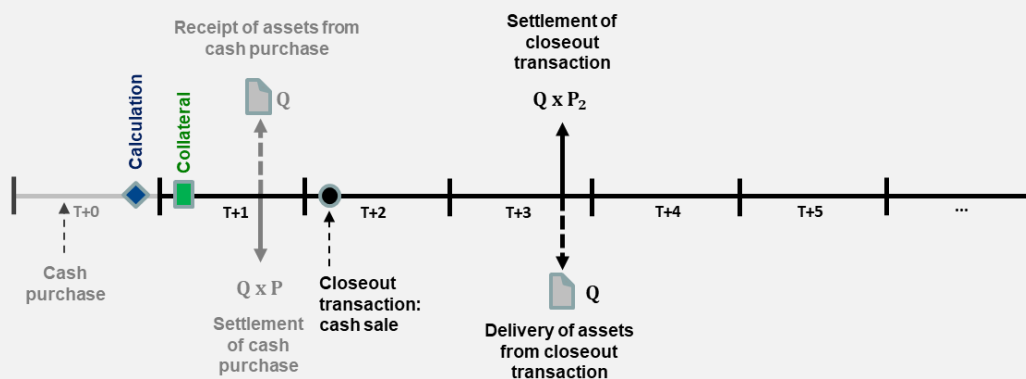 Receipt of assets from
cash purchase
Q
Settlement of
closeout
transaction
Q x P₂
Calculation
Collateral
T+0
T+1
T+2
T+3
T+4
T+5
...
Cash
purchase
Q x P
Settlement
of cash
purchase
Closeout
transaction:
cash sale
Q
Delivery of assets
from closeout
transaction